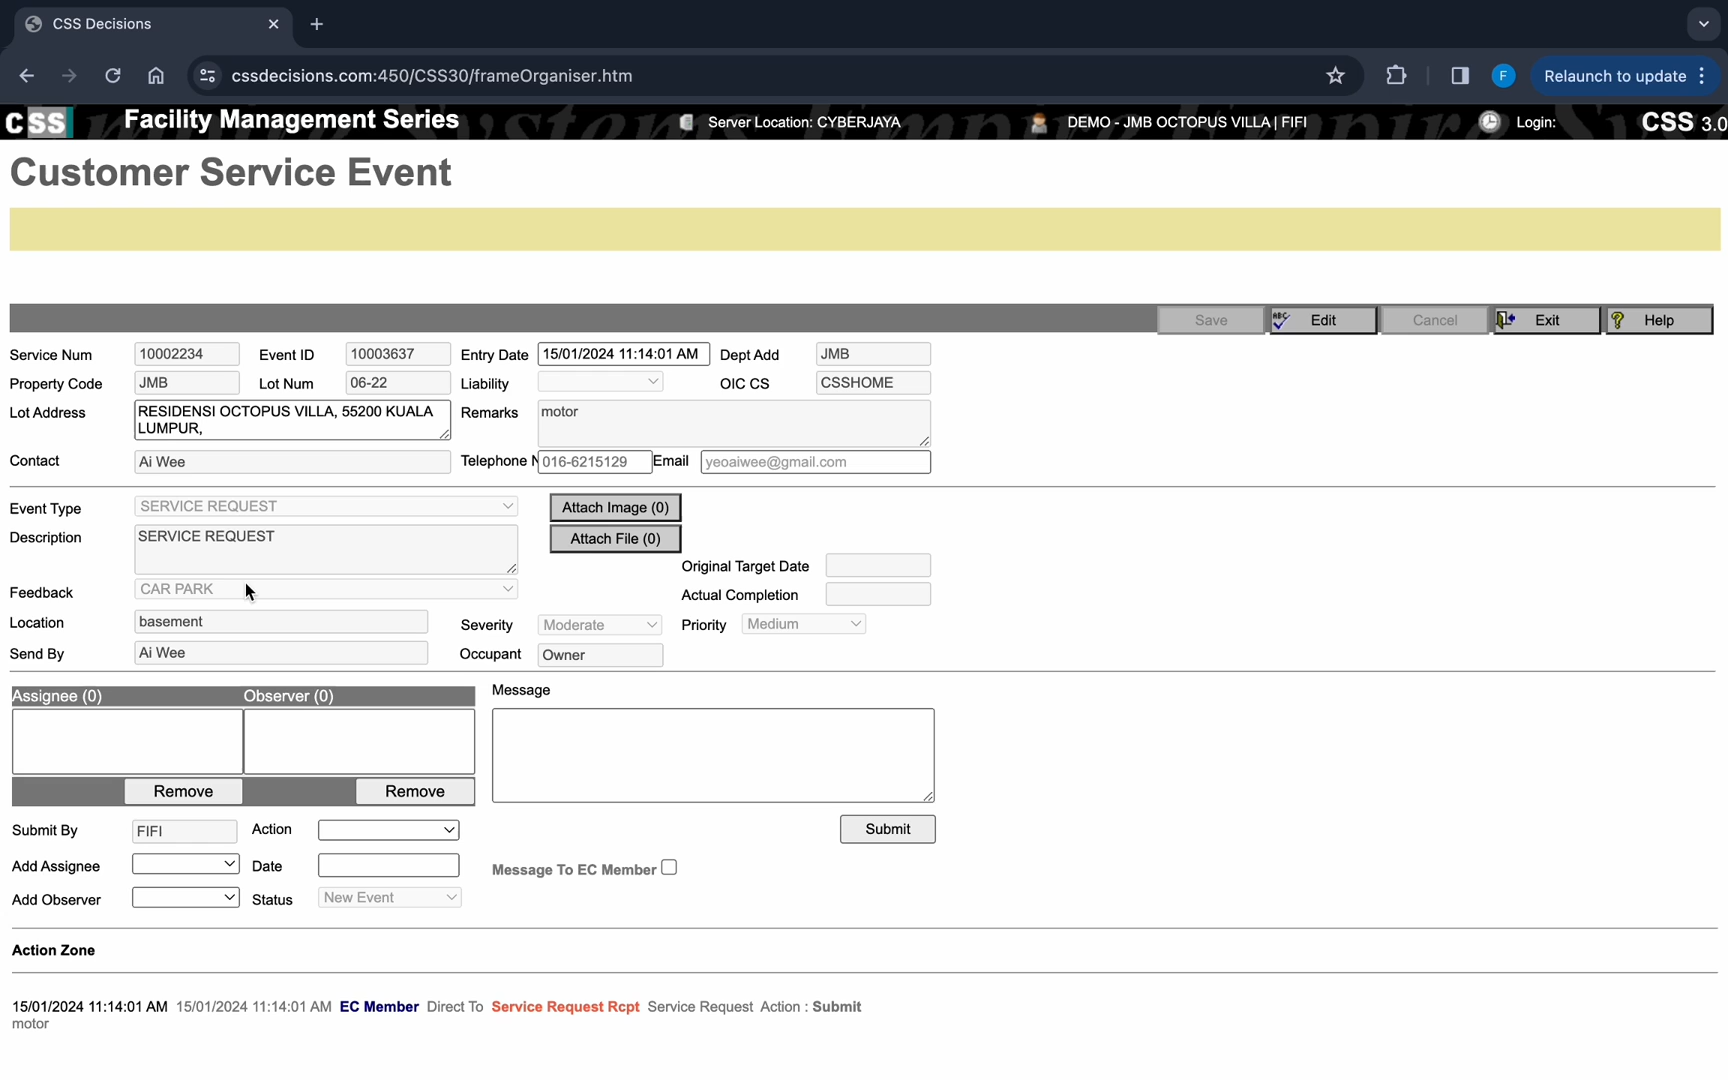 CSS Decisions
cssdecisions.com:450/CSS30/frameOrganiser.htm
F
Relaunch to update
CSS
Facility Management Series
Server Location: CYBERJAYA
DEMO - JMB OCTOPUS VILLA | FIFI
Login:
CSS 3.0
Customer Service Event
Save
Edit
Cancel
Exit
Help
Service Num 10002234 Event ID 10003637 Entry Date 15/01/2024 11:14:01 AM Dept Add JMB
Property Code JMB Lot Num 06-22 Liability OIC CS CSSHOME
Lot Address RESIDENSI OCTOPUS VILLA, 55200 KUALA Remarks motor
LUMPUR,
Contact Ai Wee Telephone N 016-6215129 Email yeoaiwee@gmail.com
Event Type SERVICE REQUEST Attach Image (0)
Description SERVICE REQUEST Attach File (0)
Original Target Date
Feedback CAR PARK Actual Completion
Location basement Severity Moderate Priority Medium
Send By Ai Wee Occupant Owner
Assignee (0) Observer (0) Message
Remove Remove
Submit By FIFI Action Submit
Add Assignee Date Message To EC Member
Add Observer Status New Event
Action Zone
15/01/2024 11:14:01 AM 15/01/2024 11:14:01 AM EC Member Direct To Service Request Rcpt Service Request Action : Submit
motor